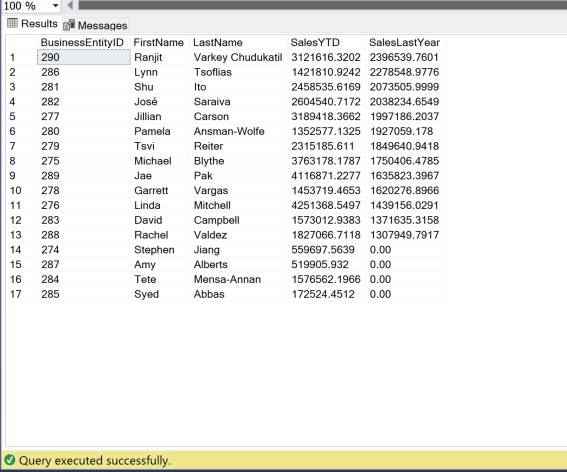 100 %
Results Messages
BusinessEntityID FirstName LastName SalesYTD SalesLastYear
1 290 Ranjit Varkey Chudukatil 3121616.3202 2396539.7601
2 286 Lynn Tsoflias 1421810.9242 2278548.9776
3 281 Shu Ito 2458535.6169 2073505.9999
4 282 José Saraiva 2604540.7172 2038234.6549
5 277 Jillian Carson 3189418.3662 1997186.2037
6 280 Pamela Ansman-Wolfe 1352577.1325 1927059.178
7 279 Tsvi Reiter 2315185.611 1849640.9418
8 275 Michael Blythe 3763178.1787 1750406.4785
9 289 Jae Pak 4116871.2277 1635823.3967
10 278 Garrett Vargas 1453719.4653 1620276.8966
11 276 Linda Mitchell 4251368.5497 1439156.0291
12 283 David Campbell 1573012.9383 1371635.3158
13 288 Rachel Valdez 1827066.7118 1307949.7917
14 274 Stephen Jiang 559697.5639 0.00
15 287 Amy Alberts 519905.932 0.00
16 284 Tete Mensa-Annan 1576562.1966 0.00
17 285 Syed Abbas 172524.4512 0.00
Query executed successfully.